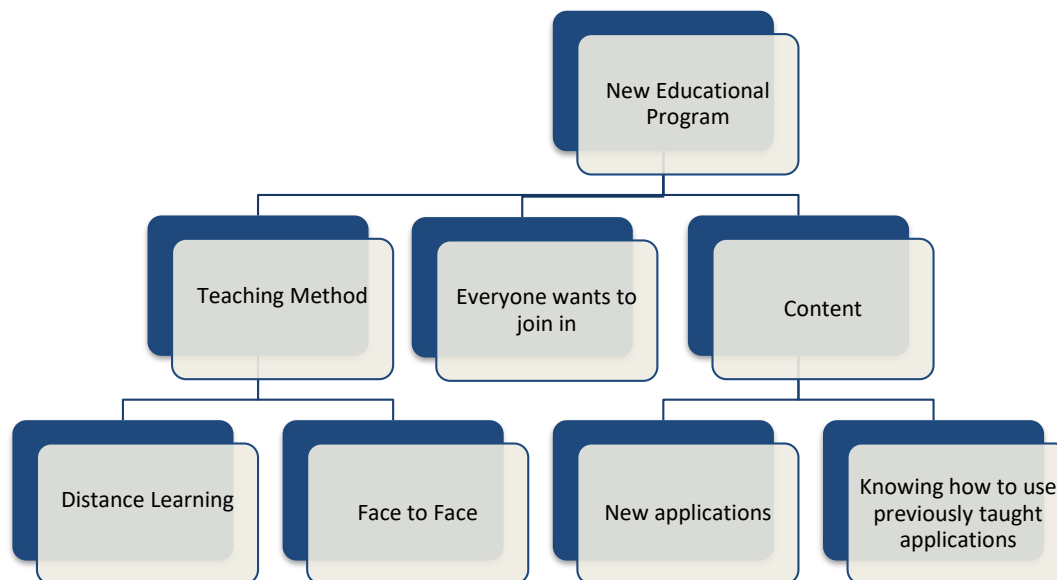 New Educational
Program
Teaching Method
Everyone wants to
join in
Content
Distance Learning
Face to Face
New applications
Knowing how to use
previously taught
applications